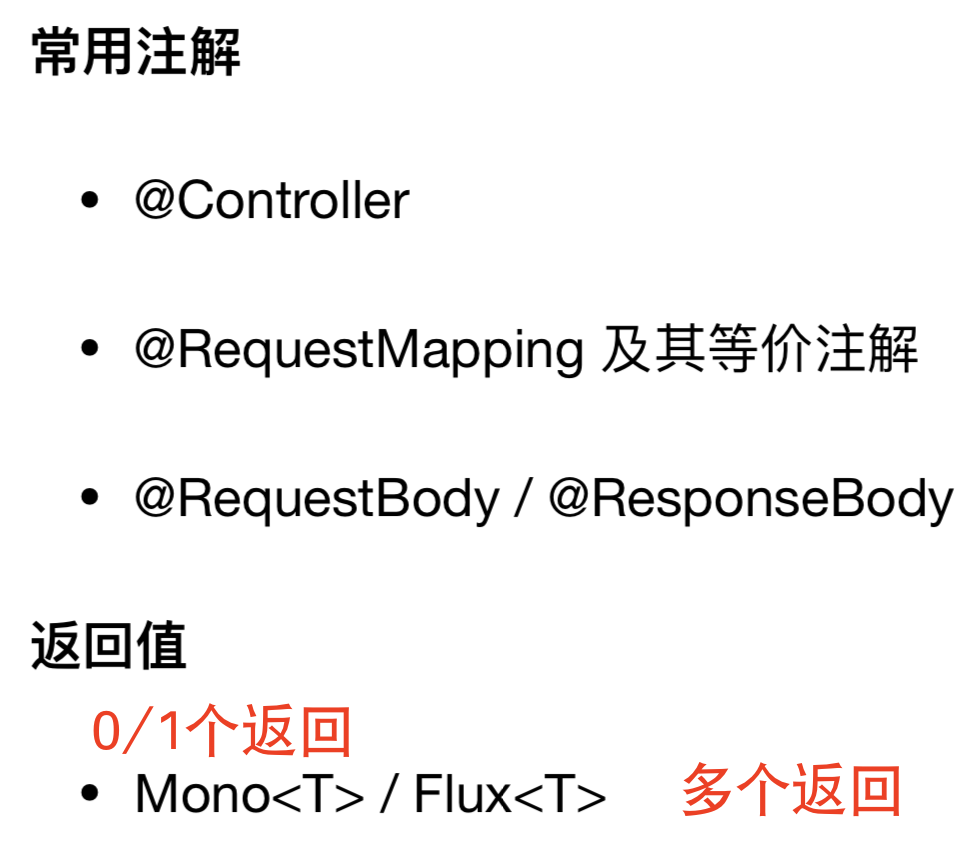 常用注解
• @Controller
• @RequestMapping 及其等价注解
• @RequestBody / @ResponseBody
返回值
0/1个返回
• Mono<T> / Flux<T> 多个返回